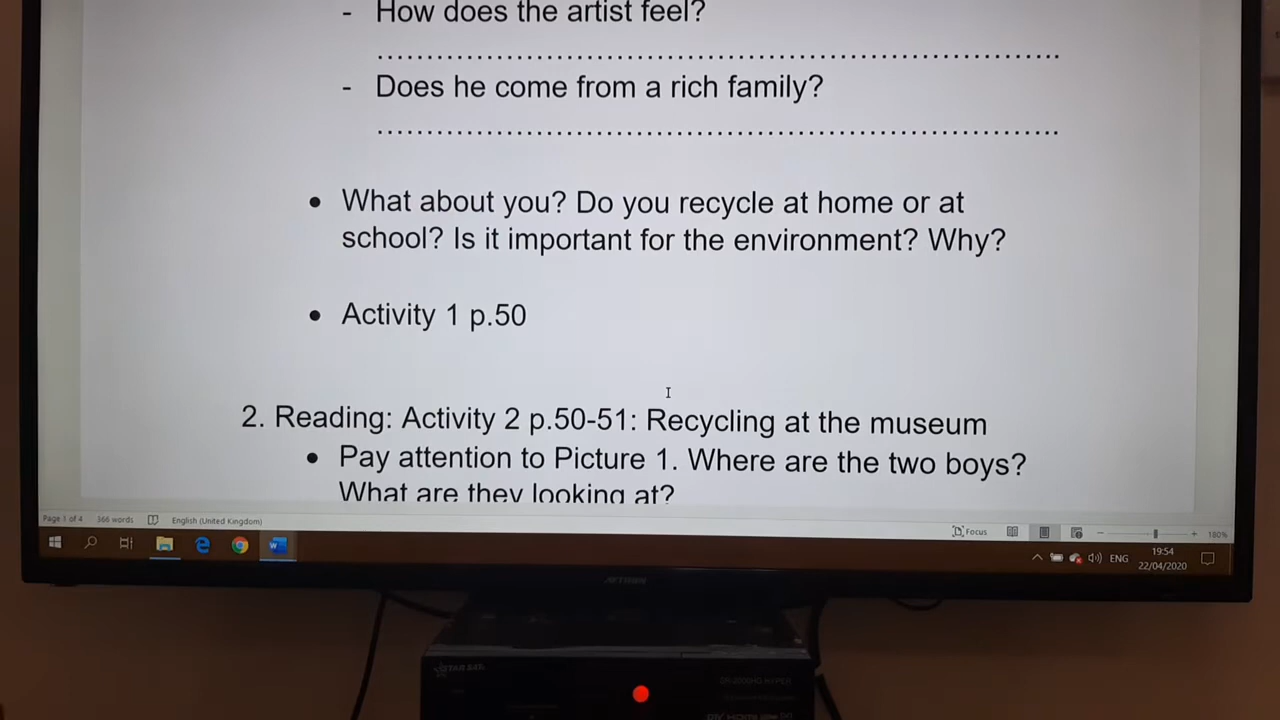 - How does the artist feel?
....................................................................................
- Does he come from a rich family?
....................................................................................
• What about you? Do you recycle at home or at
school? Is it important for the environment? Why?
• Activity 1 p.50
2. Reading: Activity 2 p.50-51: Recycling at the museum
• Pay attention to Picture 1. Where are the two boys?
What are they looking at?
Page 1 of 4 366 words English (United Kingdom) Focus 180%
ENG 19:54
22/04/2020
STAR SAT